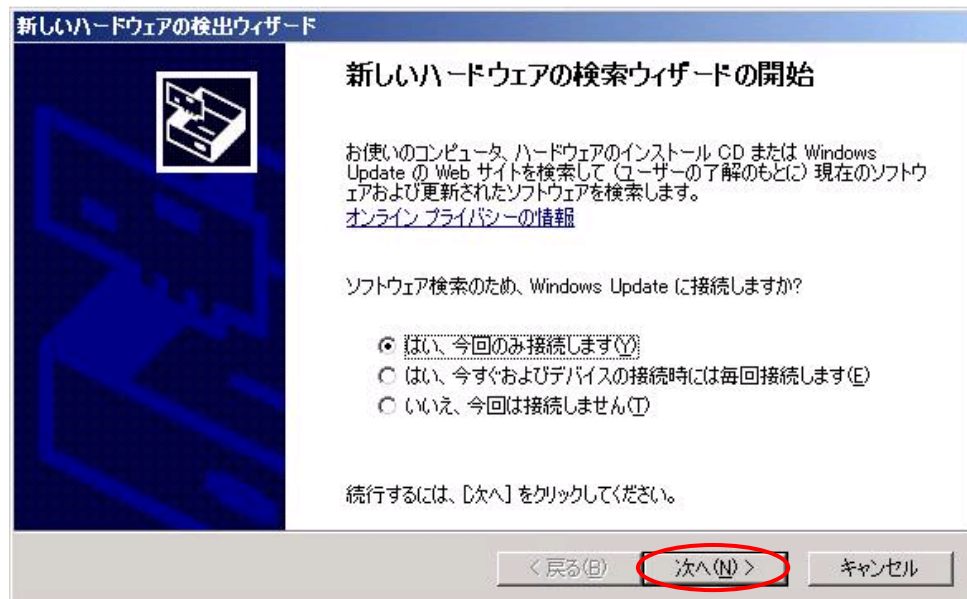 新しいハードウェアの検出ウィザード
新しいハードウェアの検索ウィザードの開始
お使いのコンピュータ、ハードウェアのインストール CD または Windows
Update の Web サイトを検索して (ユーザーの了解のもとに) 現在のソフトウ
ェアおよび更新されたソフトウェアを検索します。
オンライン プライバシーの情報
ソフトウェア検索のため、Windows Update に接続しますか?
はい、今回のみ接続します(Y)
はい、今すぐおよびデバイスの接続時には毎回接続します(E)
いいえ、今回は接続しません(T)
続行するには、[次へ] をクリックしてください。
< 戻る(B) 次へ(N) > キャンセル